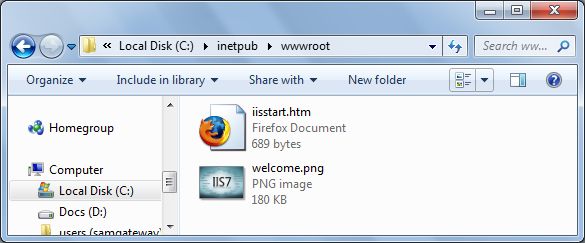 « Local Disk (C:) ▸ inetpub ▸ wwwroot
Search ww...
Organize Include in library Share with New folder
Homegroup
Computer
Local Disk (C:)
Docs (D:)
users (samgateway)
iisstart.htm
Firefox Document
689 bytes
IIS7
welcome.png
PNG image
180 KB